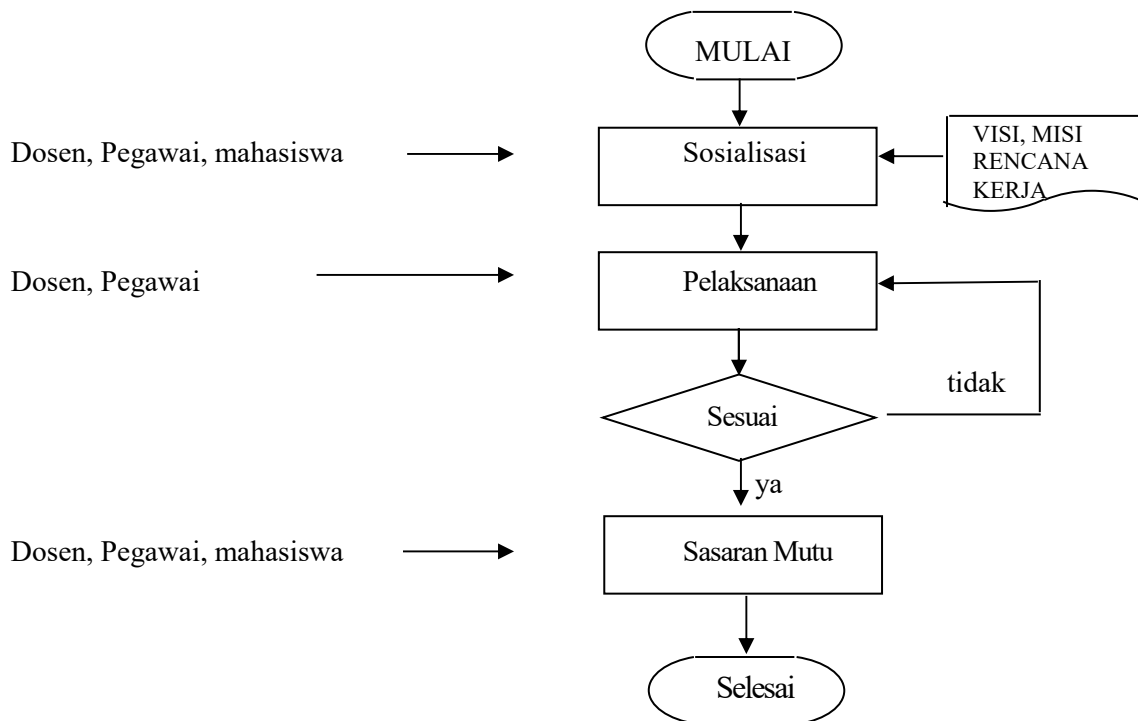 MULAI
Dosen, Pegawai, mahasiswa
Sosialisasi
VISI, MISI
RENCANA
KERJA
Dosen, Pegawai
Pelaksanaan
tidak
Sesuai
ya
Dosen, Pegawai, mahasiswa
Sasaran Mutu
Selesai